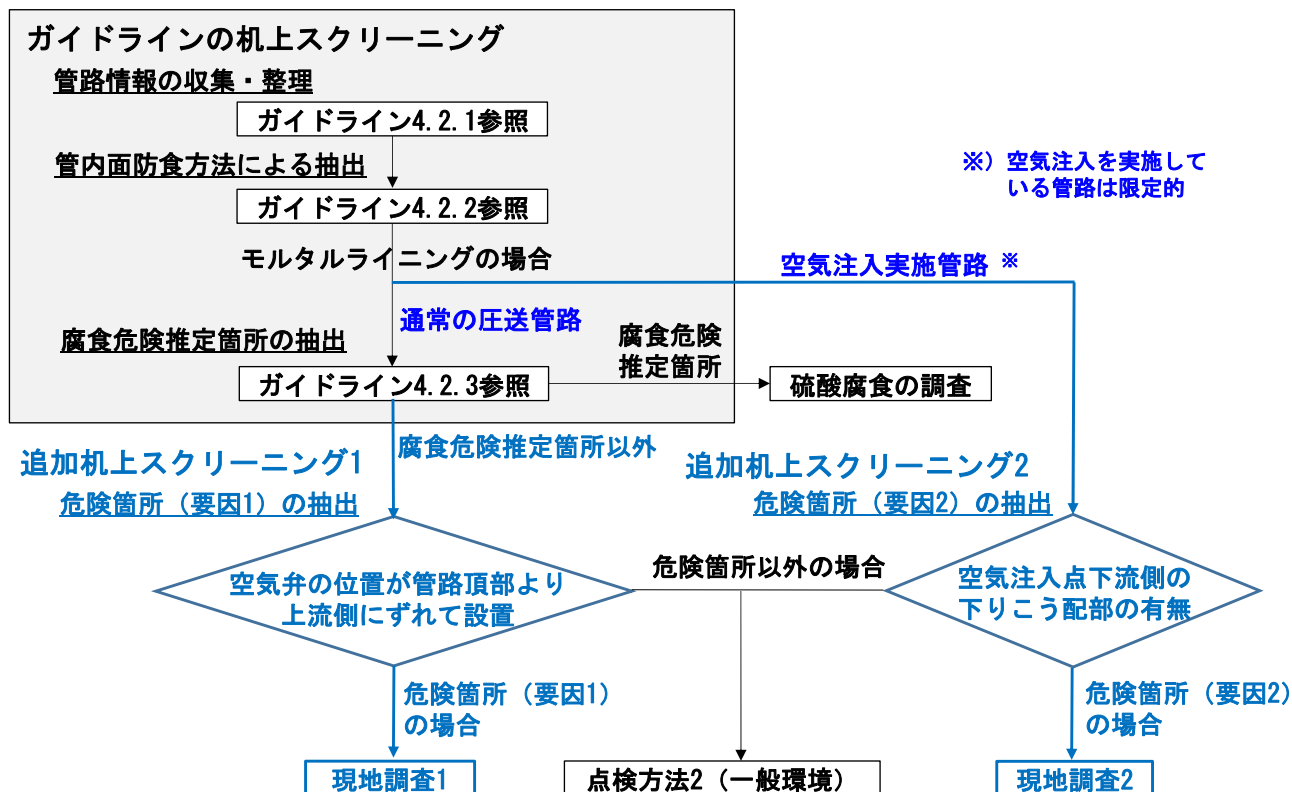 ガイドラインの机上スクリーニング
管路情報の収集・整理
ガイドライン4.2.1参照
管内面防食方法による抽出
ガイドライン4.2.2参照
※）空気注入を実施して
いる管路は限定的
モルタルライニングの場合
空気注入実施管路 ※
通常の圧送管路
腐食危険推定箇所の抽出
腐食危険
推定箇所
ガイドライン4.2.3参照
硫酸腐食の調査
腐食危険推定箇所以外
追加机上スクリーニング1
危険箇所（要因1）の抽出
追加机上スクリーニング2
危険箇所（要因2）の抽出
空気弁の位置が管路頂部より
上流側にずれて設置
危険箇所以外の場合
空気注入点下流側の
下りこう配部の有無
危険箇所（要因1）
の場合
危険箇所（要因2）
の場合
現地調査1
点検方法2（一般環境）
現地調査2